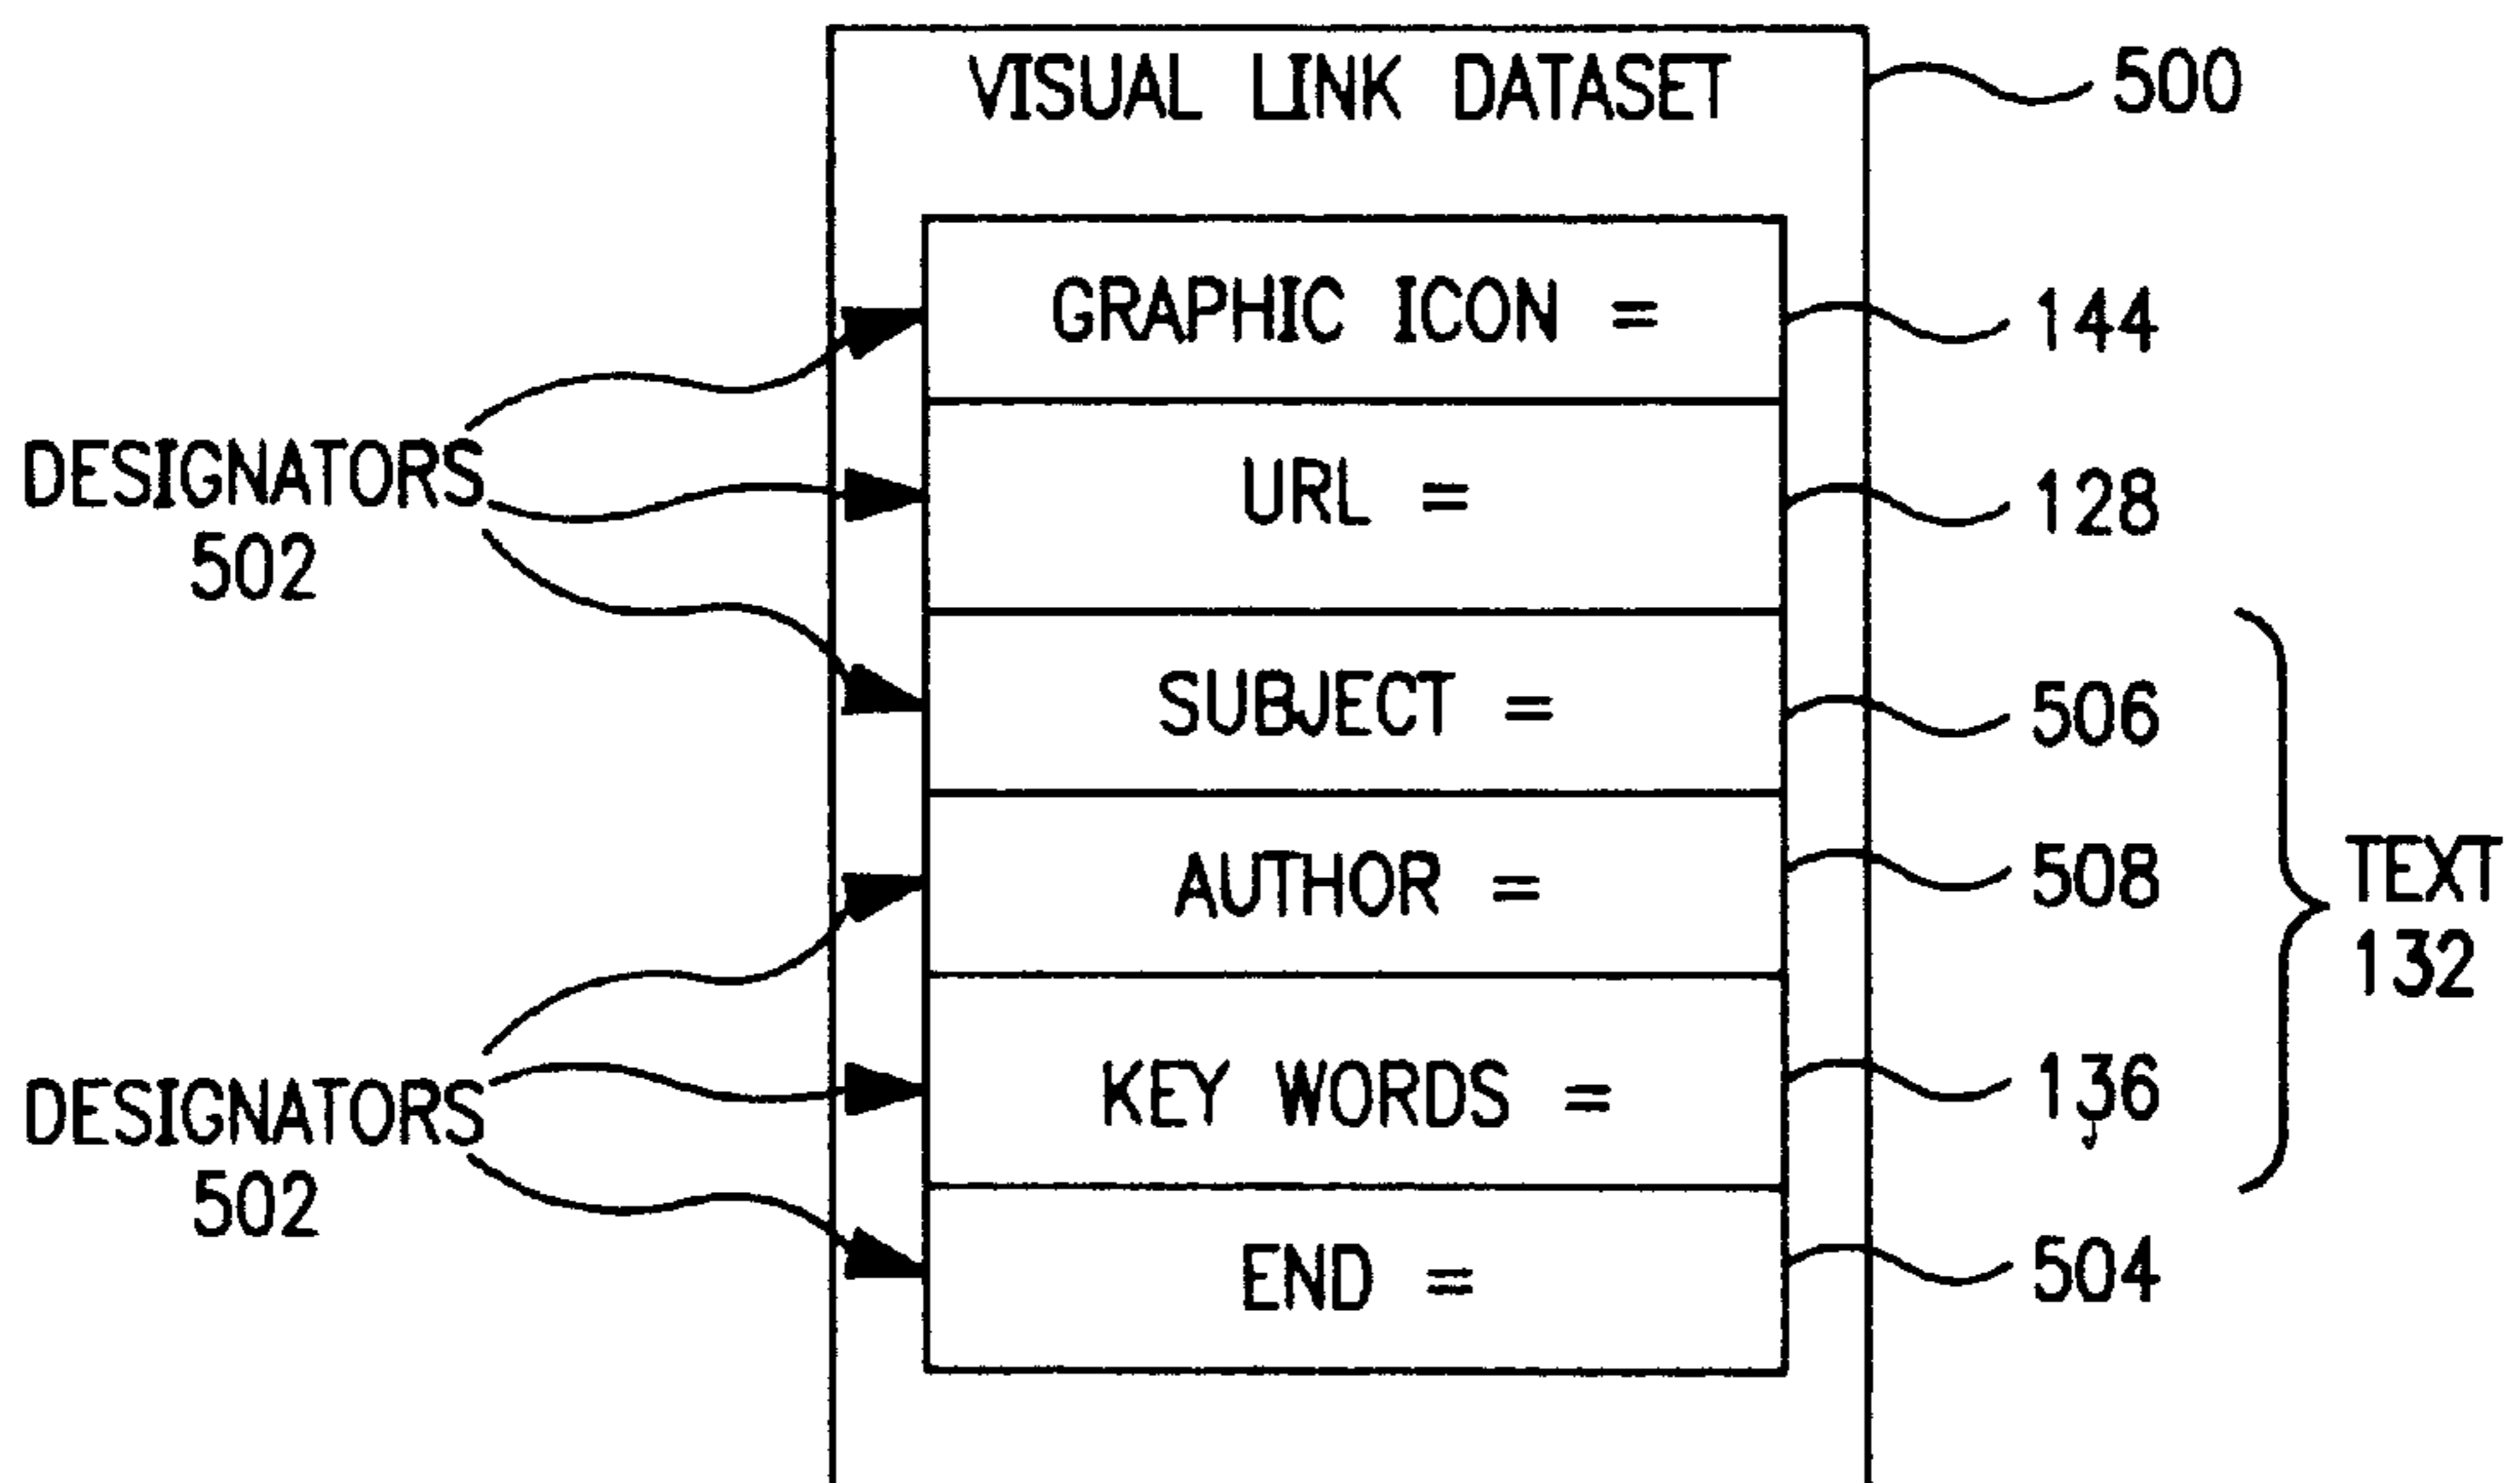 VISUAL LINK DATASET
500
GRAPHIC ICON =
144
DESIGNATORS
502
URL =
128
SUBJECT =
506
AUTHOR =
508
TEXT
132
DESIGNATORS
502
KEY WORDS =
136
END =
504